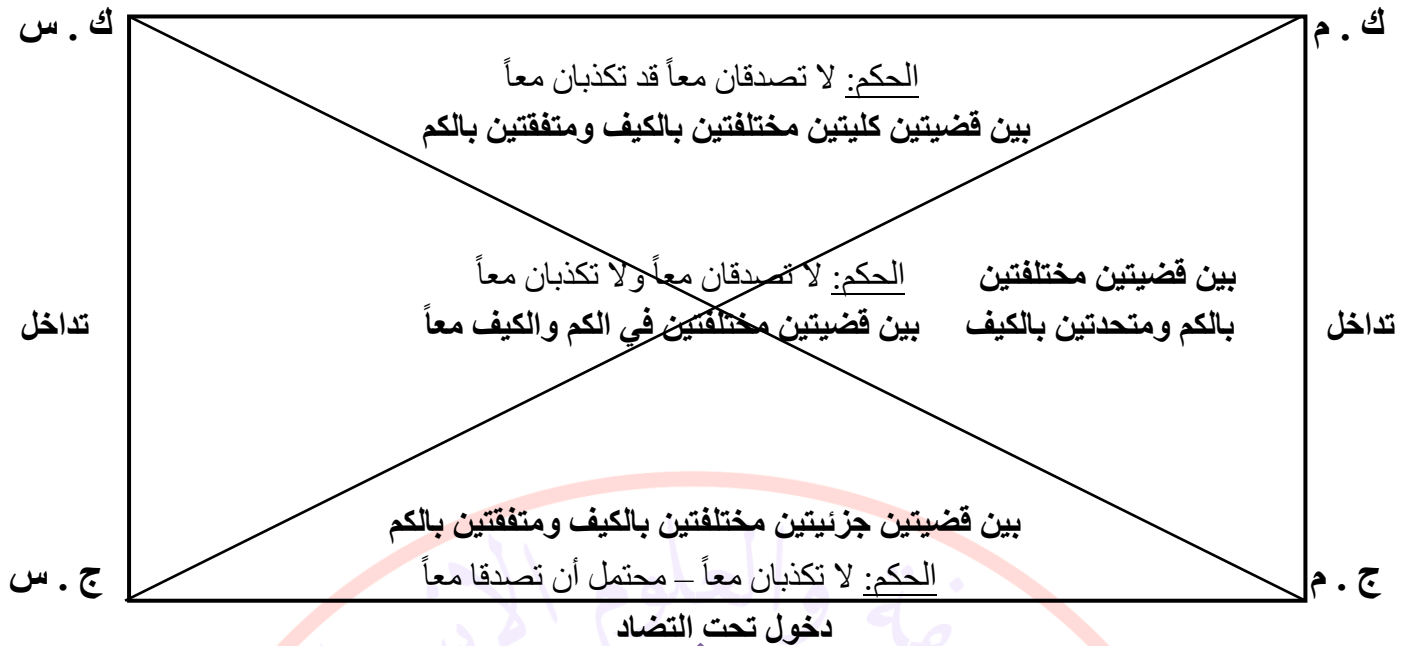 ك . م
ك . س
الحكم: لا تصدقان معاً قد تكذبان معاً
بين قضيتين كليتين مختلفتين بالكيف ومتفقتين بالكم
بين قضيتين مختلفتين
بالكم ومتحدتين بالكيف
الحكم: لا تصدقان معاً ولا تكذبان معاً
بين قضيتين مختلفتين في الكم والكيف معاً
تداخل
تداخل
بين قضيتين جزئيتين مختلفتين بالكيف ومتفقتين بالكم
الحكم: لا تكذبان معاً – محتمل أن تصدقا معاً
ج . م
ج . س
دخول تحت التضاد